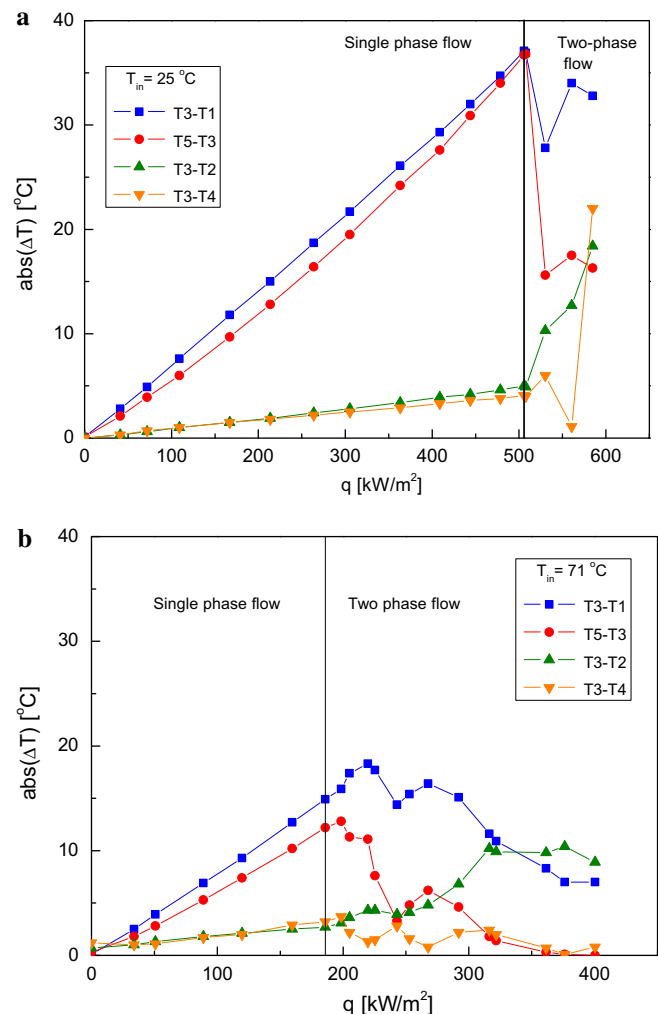 a
40
30
20
10
0
abs(ΔT) [°C]
Single phase flow
Two-phase
flow
T_in = 25 °C
T3-T1
T5-T3
T3-T2
T3-T4
0 100 200 300 400 500 600
q [kW/m²]
b
40
30
20
10
0
abs(ΔT) [°C]
Single phase flow
Two phase flow
T_in = 71 °C
T3-T1
T5-T3
T3-T2
T3-T4
0 100 200 300 400
q [kW/m²]